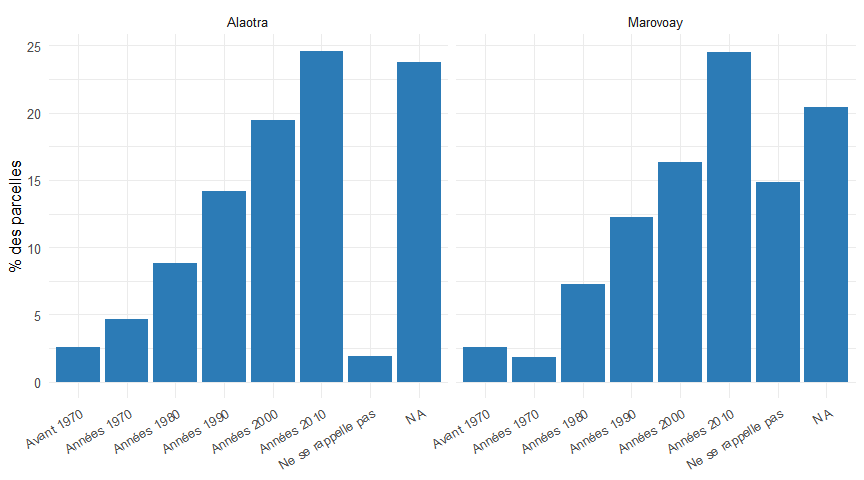 Alaotra
Marovoay
% des parcelles
25
20
15
10
5
0
Avant 1970
Années 1970
Années 1980
Années 1990
Années 2000
Années 2010
Ne se rappelle pas
NA
Avant 1970
Années 1970
Années 1980
Années 1990
Années 2000
Années 2010
Ne se rappelle pas
NA